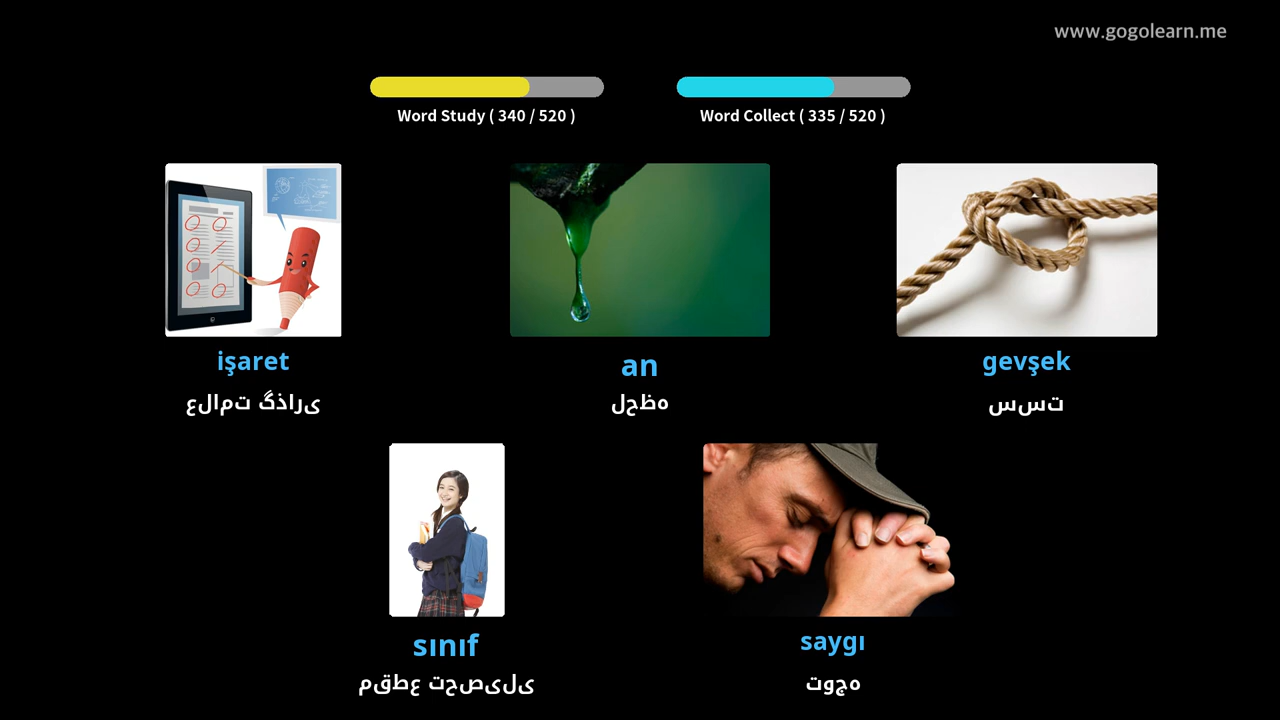 www.gogolearn.me
Word Study ( 340 / 520 )
Word Collect ( 335 / 520 )
işaret
علامت گذاری
an
لحظه
gevşek
سست
sınıf
مقطع تحصیلی
saygı
توجه